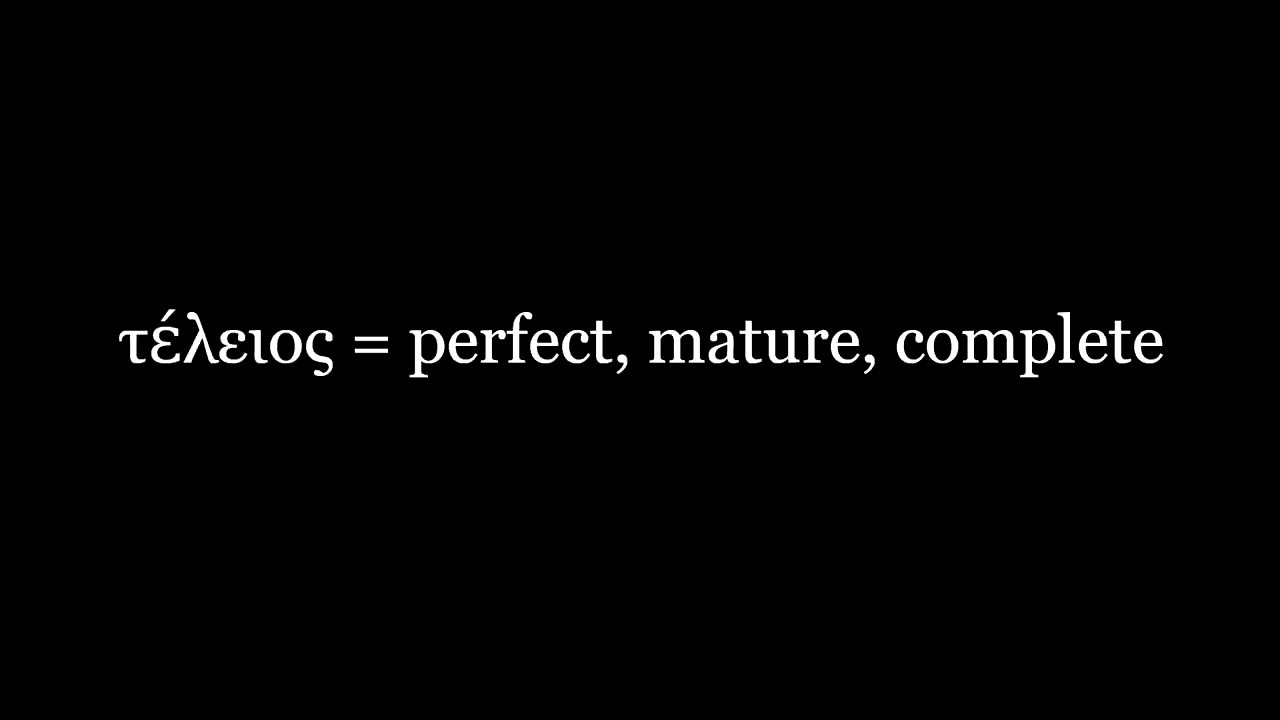 τέλειος = perfect, mature, complete